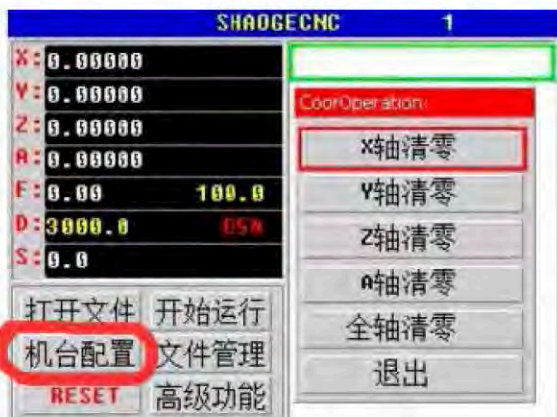 SHAOGECNC 1
X:0.00000
Y:0.00000
Z:0.00000
A:0.00000
F:0.00 100.0
D:3000.0
S:0.0
打开文件 开始运行
机台配置 文件管理
RESET 高级功能
CoorOperation:
X轴清零
Y轴清零
Z轴清零
A轴清零
全轴清零
退出